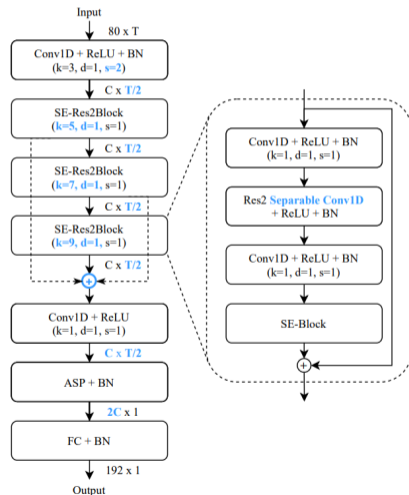 Input
80 x T
Conv1D + ReLU + BN
(k=3, d=1, s=2)
C x T/2
SE-Res2Block
(k=5, d=1, s=1)
C x T/2
SE-Res2Block
(k=7, d=1, s=1)
C x T/2
SE-Res2Block
(k=9, d=1, s=1)
C x T/2
+
Conv1D + ReLU
(k=1, d=1, s=1)
C x T/2
ASP + BN
2C x 1
FC + BN
192 x 1
Output
Conv1D + ReLU + BN
(k=1, d=1, s=1)
Res2 Separable Conv1D
+ ReLU + BN
Conv1D + ReLU + BN
(k=1, d=1, s=1)
SE-Block
+